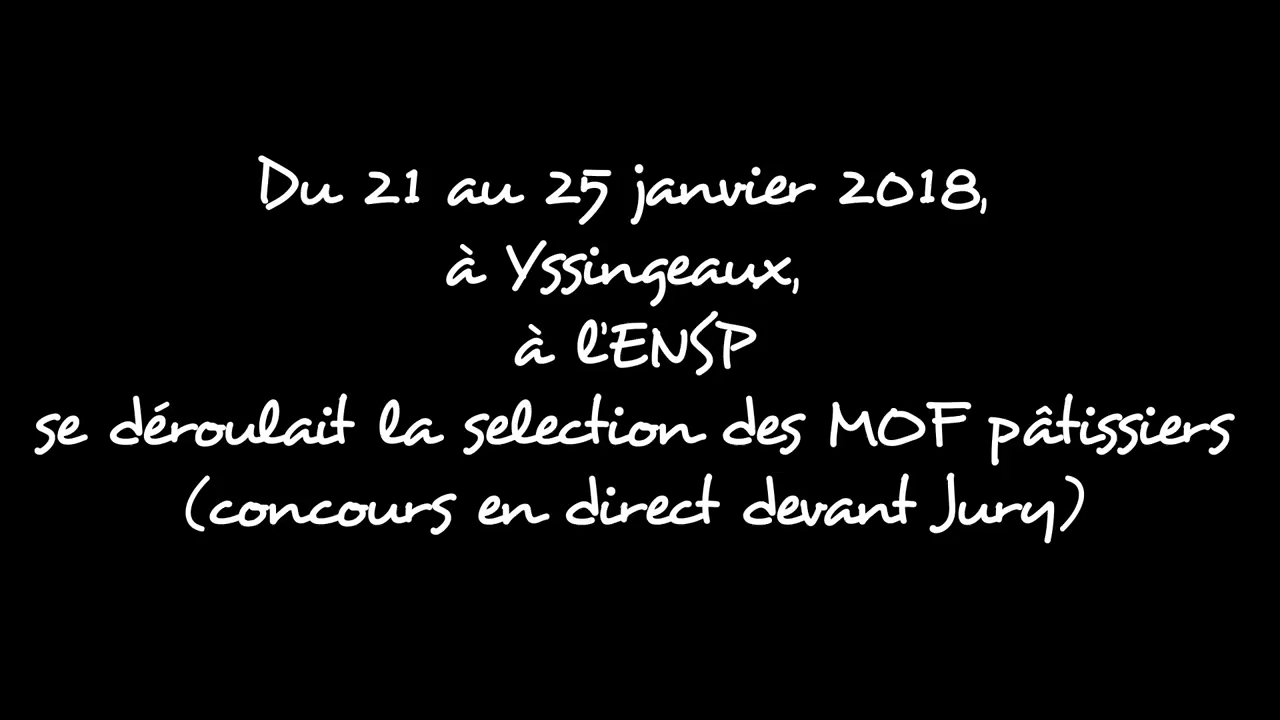 Du 21 au 25 janvier 2018,
à Yssingeaux,
à l'ENSP
se déroulait la selection des MOF pâtissiers
(concours en direct devant Jury)